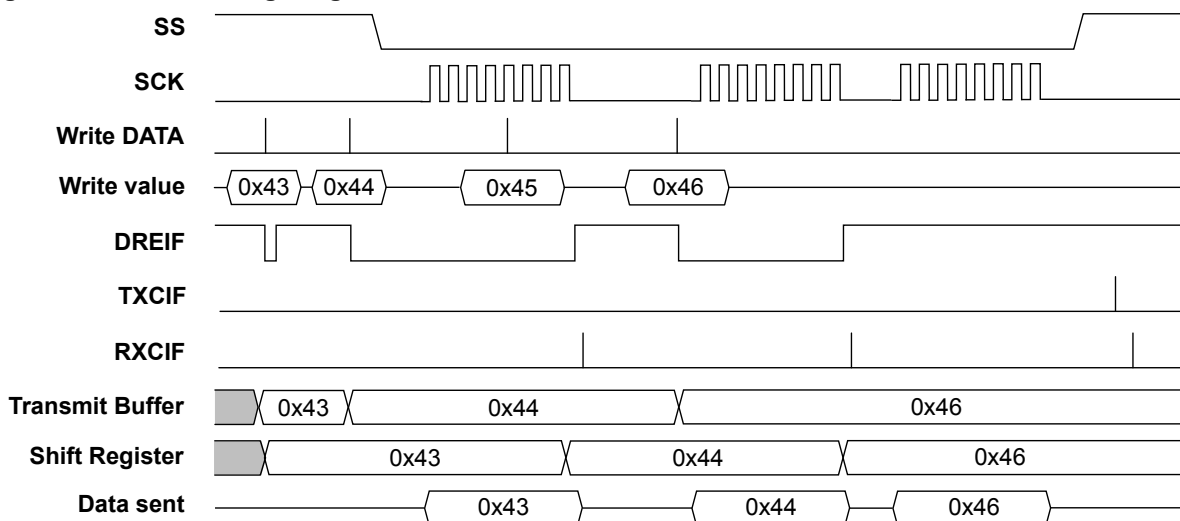 SS
SCK
Write DATA
Write value 0x43 0x44 0x45 0x46
DREIF
TXCIF
RXCIF
Transmit Buffer 0x43 0x44 0x46
Shift Register 0x43 0x44 0x46
Data sent 0x43 0x44 0x46